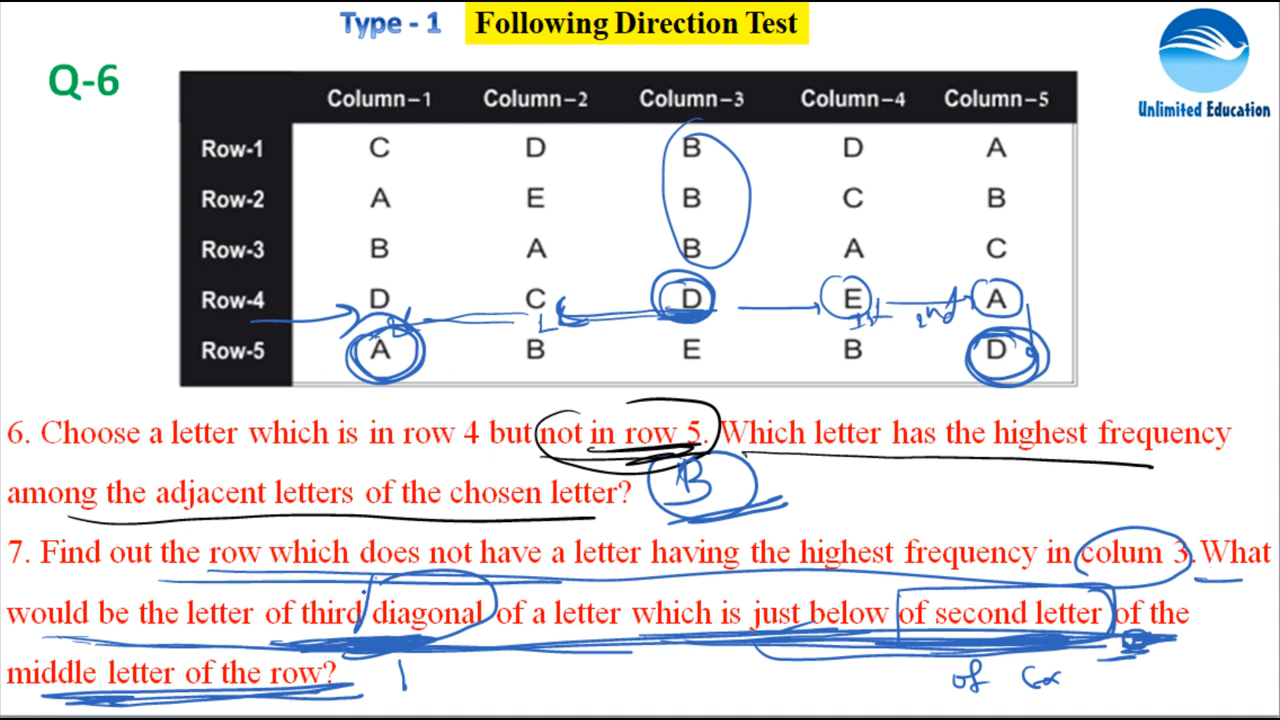 Type - 1 Following Direction Test
Unlimited Education
Q-6
Column-1 Column-2 Column-3 Column-4 Column-5
Row-1 C D B D A
Row-2 A E B C B
Row-3 B A B A C
Row-4 D C D E A
L 1st 2nd
Row-5 A B E B D
6. Choose a letter which is in row 4 but not in row 5. Which letter has the highest frequency
among the adjacent letters of the chosen letter? B
7. Find out the row which does not have a letter having the highest frequency in colum 3. What
would be the letter of third diagonal of a letter which is just below of second letter of the
middle letter of the row?
of